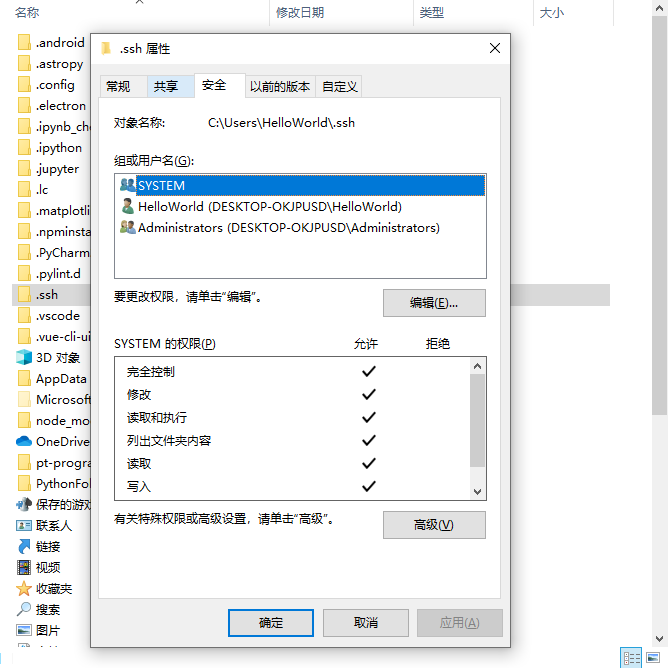 名称 修改日期 类型 大小
.android
.astropy
.config
.electron
.ipynb_che
.ipython
.jupyter
.lc
.matplotli
.npminsta
.PyCharm
.pylint.d
.ssh
.vscode
.vue-cli-ui
3D 对象
AppData
Microsoft
node_mo
OneDrive
pt-progra
PythonFol
保存的游戏
联系人
链接
视频
收藏夹
搜索
图片
.ssh 属性
常规 共享 安全 以前的版本 自定义
对象名称: C:\Users\HelloWorld\.ssh
组或用户名(G):
SYSTEM
HelloWorld (DESKTOP-OKJPUSD\HelloWorld)
Administrators (DESKTOP-OKJPUSD\Administrators)
要更改权限，请单击"编辑"。 编辑(E)...
SYSTEM 的权限(P) 允许 拒绝
完全控制
修改
读取和执行
列出文件夹内容
读取
写入
有关特殊权限或高级设置，请单击"高级"。 高级(V)
确定 取消 应用(A)